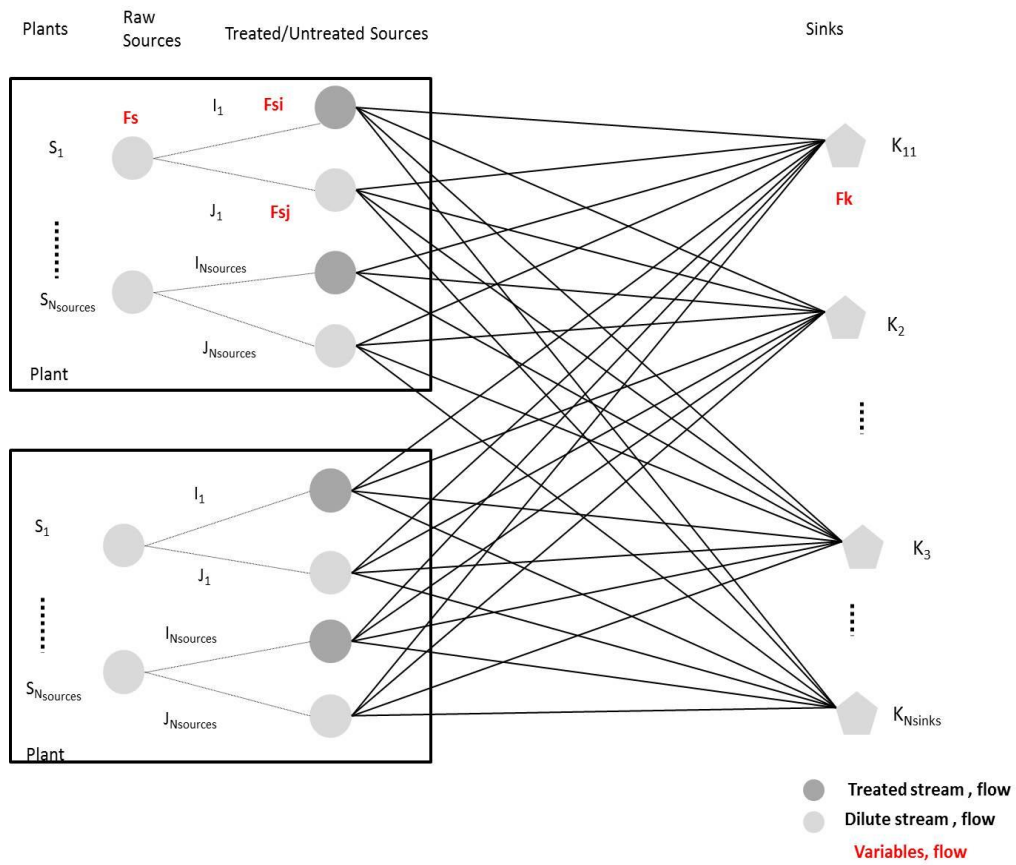 Plants
Raw
Sources
Treated/Untreated Sources
Sinks
Fs
I1
Fsi
S1
K11
Fk
J1
Fsj
INsources
SNsources
JNsources
K2
Plant
I1
S1
J1
K3
INsources
SNsources
JNsources
KNsinks
Plant
Treated stream , flow
Dilute stream , flow
Variables, flow